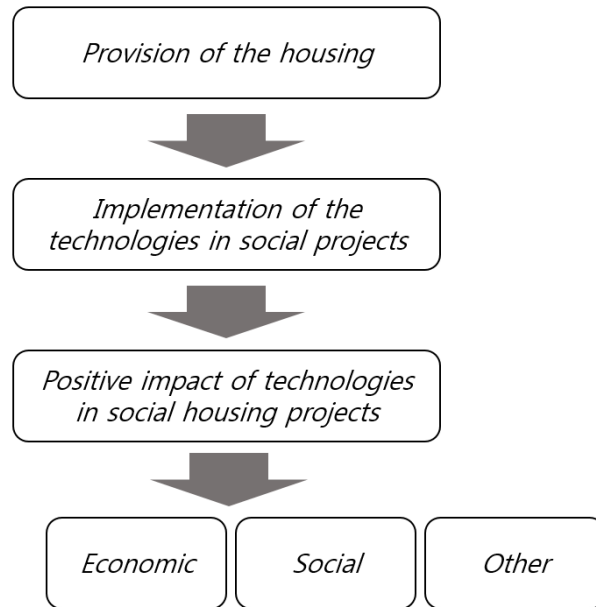 Provision of the housing
Implementation of the
technologies in social projects
Positive impact of technologies
in social housing projects
Economic
Social
Other